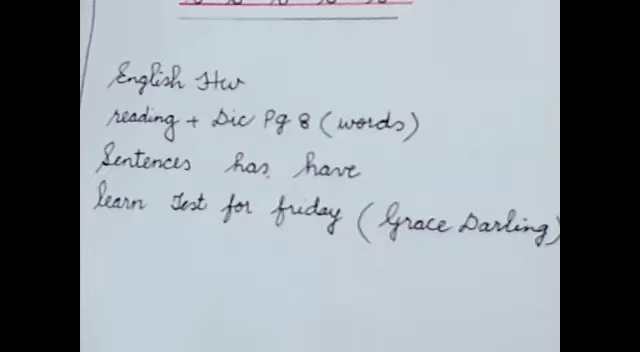 English Hw
reading + Dic Pg 8 (words)
Sentences has have
learn Test for friday (Grace Darling)